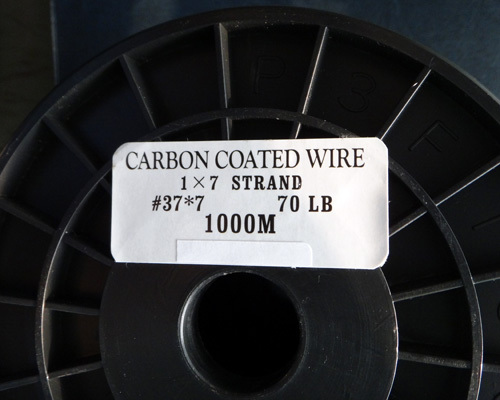 CARBON COATED WIRE
1×7 STRAND
#37*7 70 LB
1000M